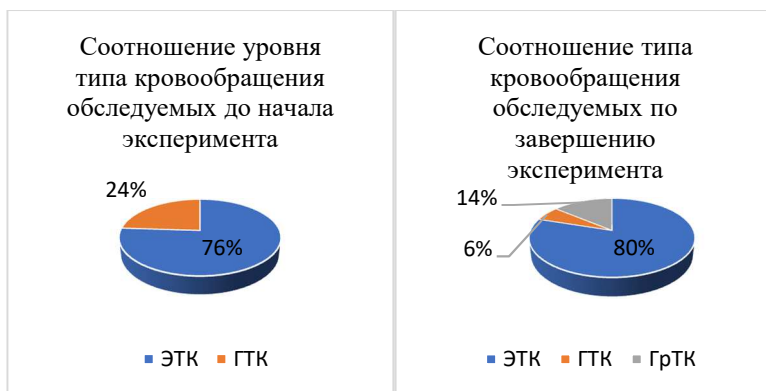 Соотношение уровня
типа кровообращения
обследуемых до начала
эксперимента
24%
76%
ЭТК ГТК
Соотношение типа
кровообращения
обследуемых по
завершению
эксперимента
14%
6%
80%
ЭТК ГТК ГрТК